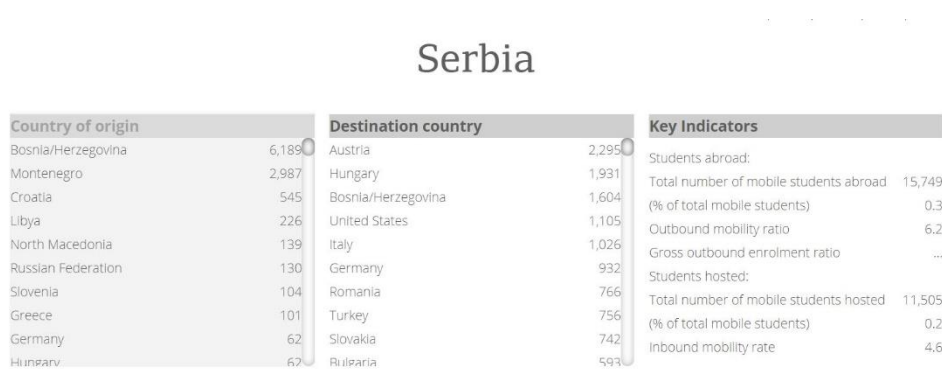 Serbia
Country of origin
Bosnia/Herzegovina 6,189
Montenegro 2,987
Croatia 545
Libya 226
North Macedonia 139
Russian Federation 130
Slovenia 104
Greece 101
Germany 62
Hungary 62
Destination country
Austria 2,295
Hungary 1,931
Bosnia/Herzegovina 1,604
United States 1,105
Italy 1,026
Germany 932
Romania 766
Turkey 756
Slovakia 742
Bulgaria 593
Key Indicators
Students abroad:
Total number of mobile students abroad 15,749
(% of total mobile students) 0.3
Outbound mobility ratio 6.2
Gross outbound enrolment ratio ...
Students hosted:
Total number of mobile students hosted 11,505
(% of total mobile students) 0.2
Inbound mobility rate 4.6